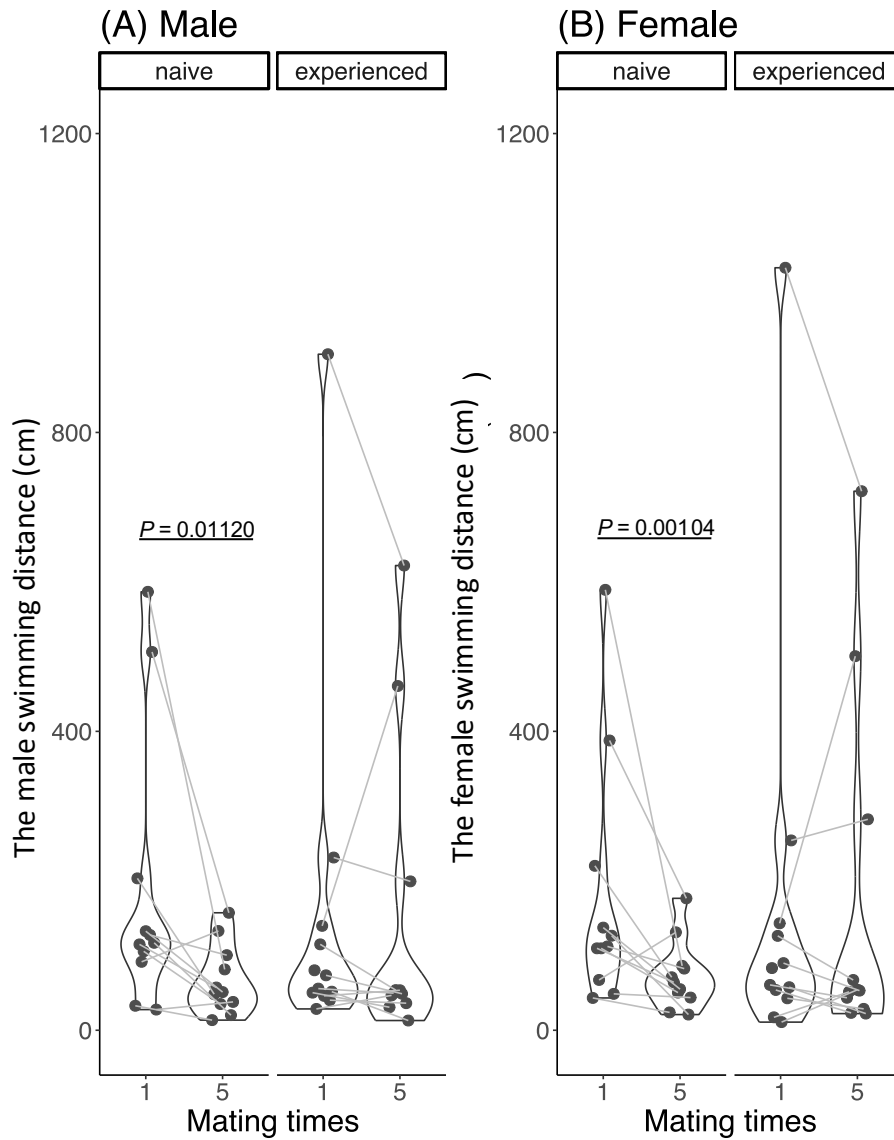 (A) Male
naive experienced
1200
800
400
0
The male swimming distance (cm)
P = 0.01120
1 5 1 5
Mating times
(B) Female
naive experienced
1200
800
400
0
The female swimming distance (cm) )
P = 0.00104
1 5 1 5
Mating times